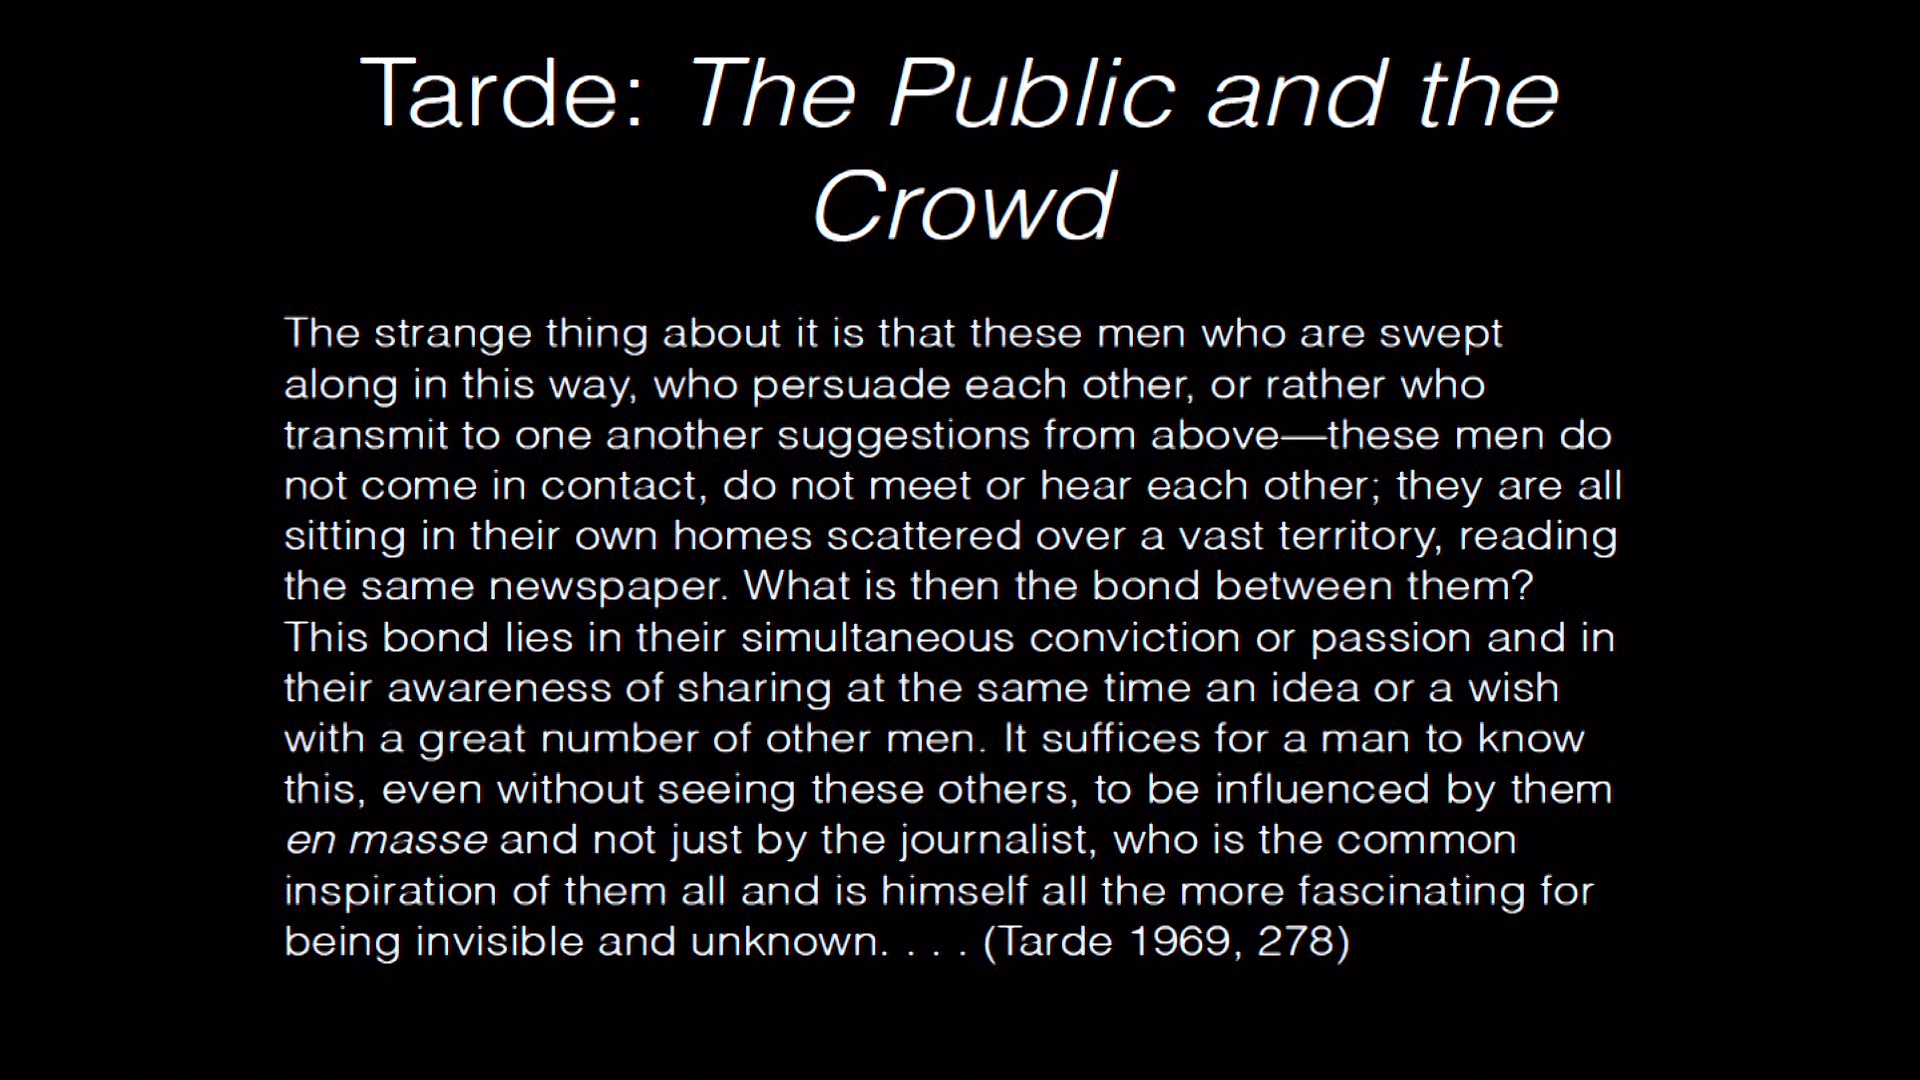 Tarde: The Public and the
Crowd
The strange thing about it is that these men who are swept
along in this way, who persuade each other, or rather who
transmit to one another suggestions from above—these men do
not come in contact, do not meet or hear each other; they are all
sitting in their own homes scattered over a vast territory, reading
the same newspaper. What is then the bond between them?
This bond lies in their simultaneous conviction or passion and in
their awareness of sharing at the same time an idea or a wish
with a great number of other men. It suffices for a man to know
this, even without seeing these others, to be influenced by them
en masse and not just by the journalist, who is the common
inspiration of them all and is himself all the more fascinating for
being invisible and unknown. . . . (Tarde 1969, 278)